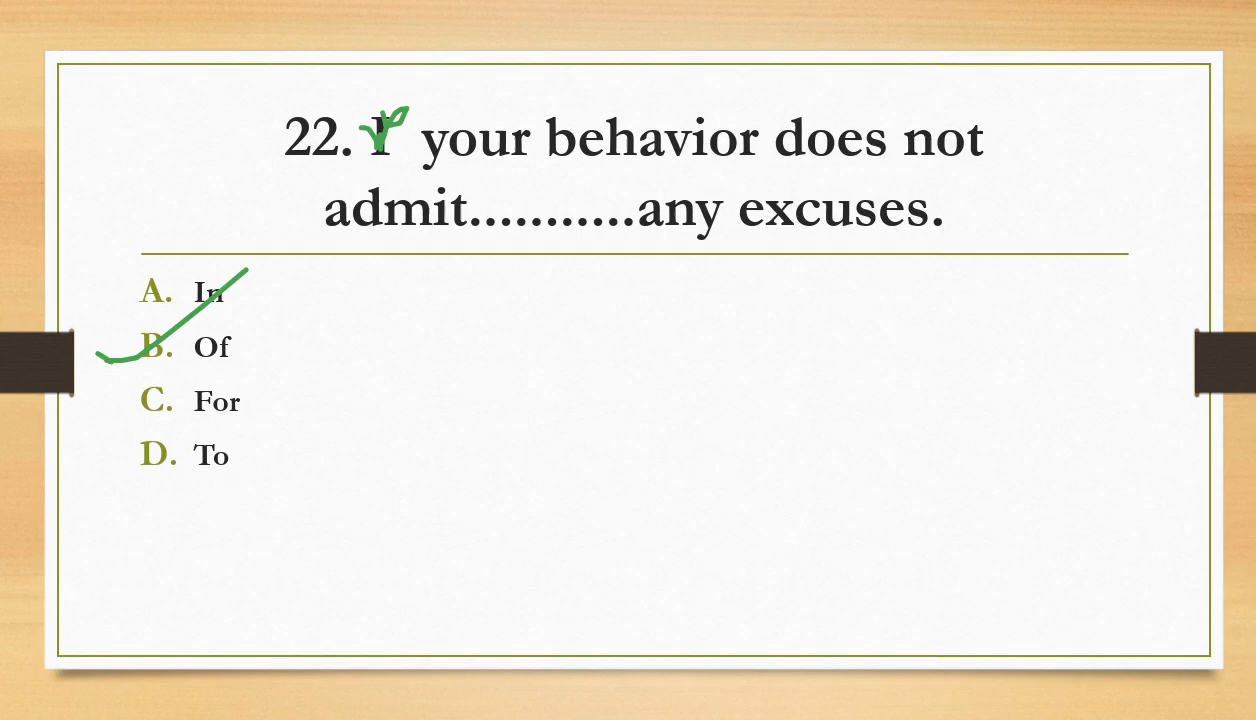 22. I your behavior does not
admit...........any excuses.
A. In
B. Of
C. For
D. To